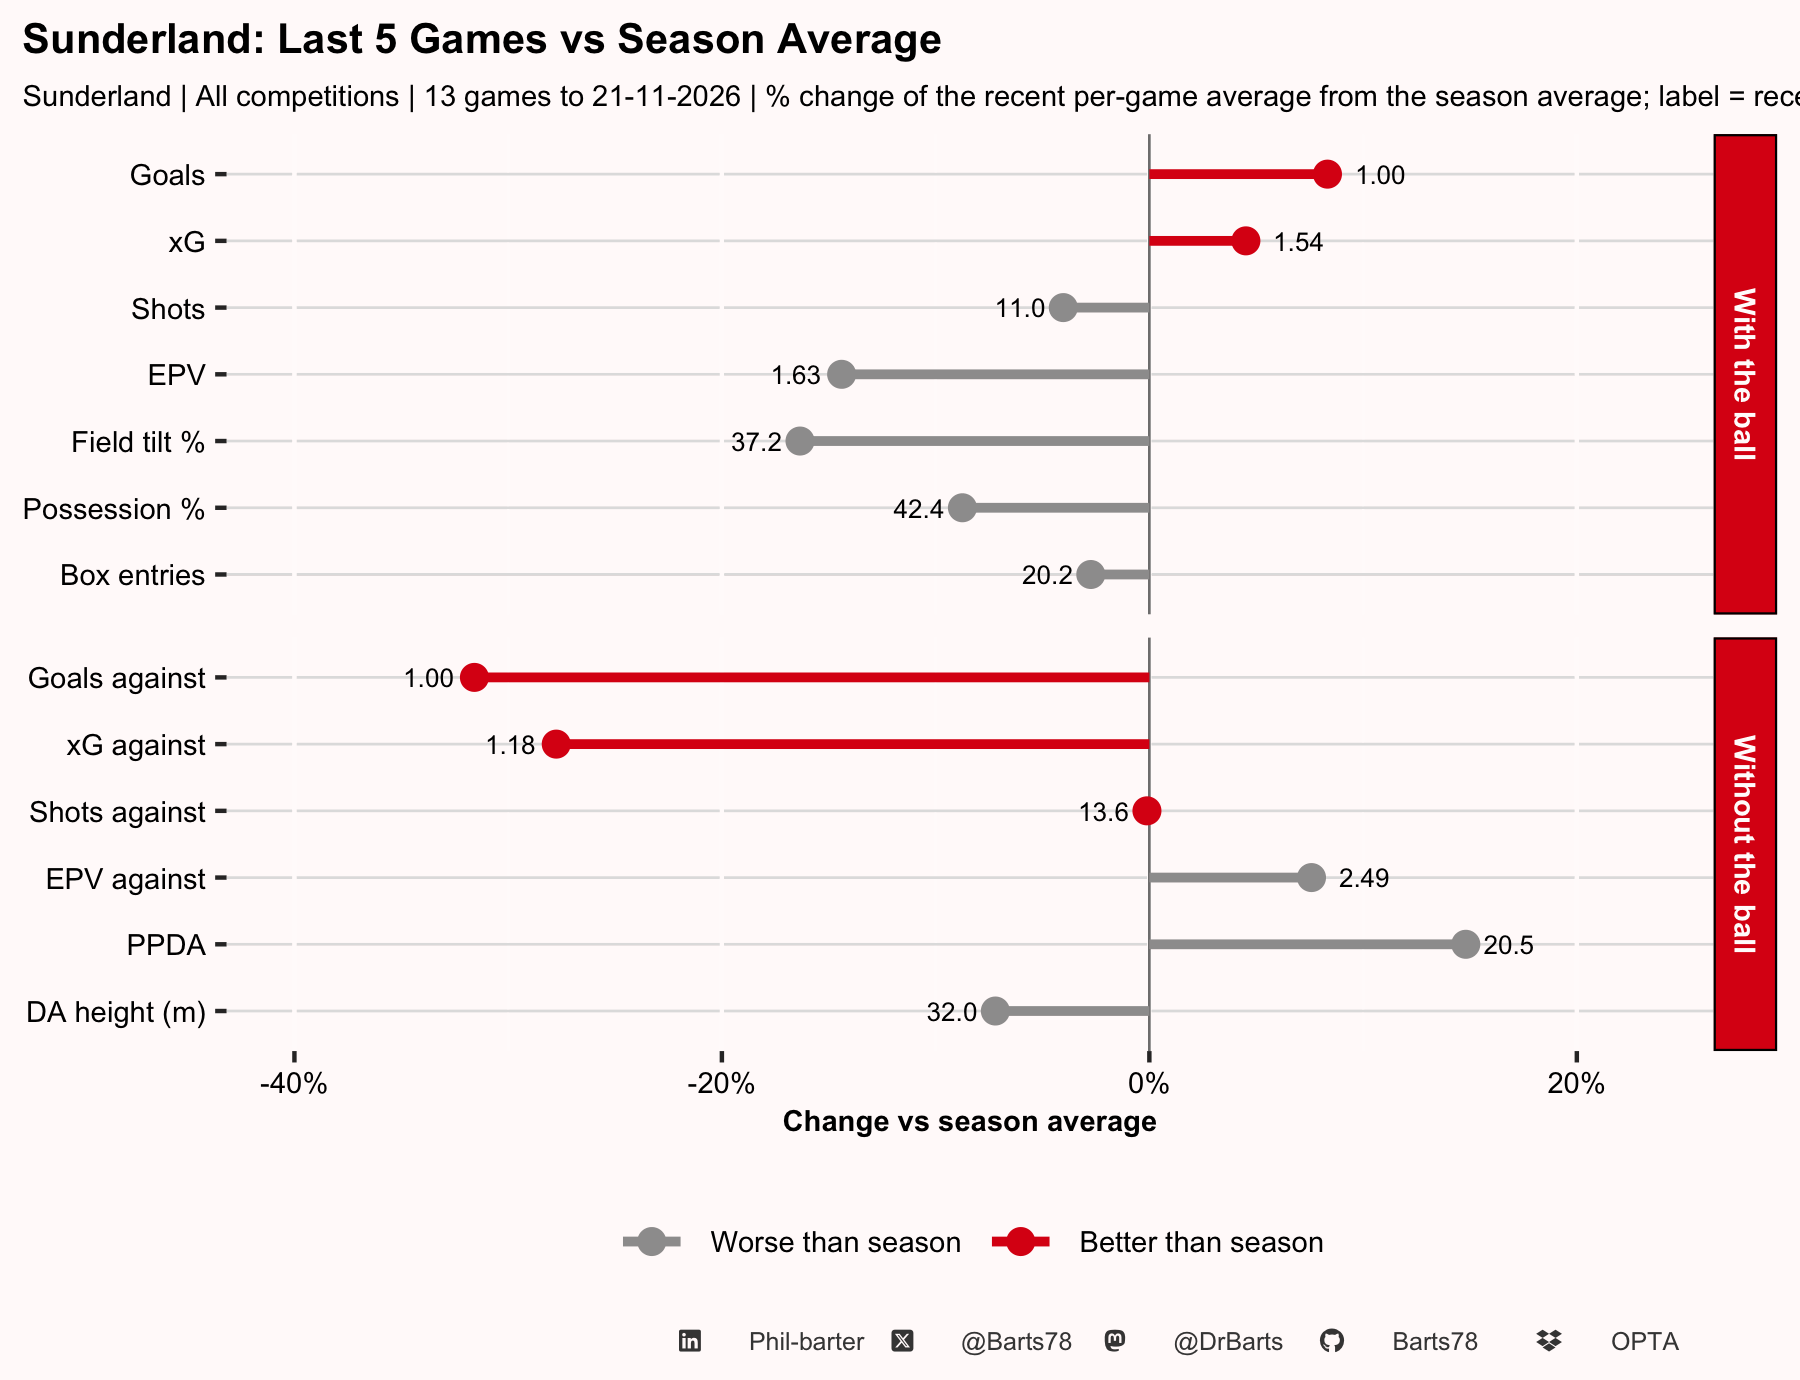 Sunderland: Last 5 Games vs Season Average
Sunderland | All competitions | 13 games to 21-11-2026 | % change of the recent per-game average from the season average; label = rece
Goals 1.00
xG 1.54
Shots 11.0
EPV 1.63
Field tilt % 37.2
Possession % 42.4
Box entries 20.2
With the ball
Goals against 1.00
xG against 1.18
Shots against 13.6
EPV against 2.49
PPDA 20.5
DA height (m) 32.0
Without the ball
-40% -20% 0% 20%
Change vs season average
Worse than season Better than season
Phil-barter @Barts78 @DrBarts Barts78 OPTA